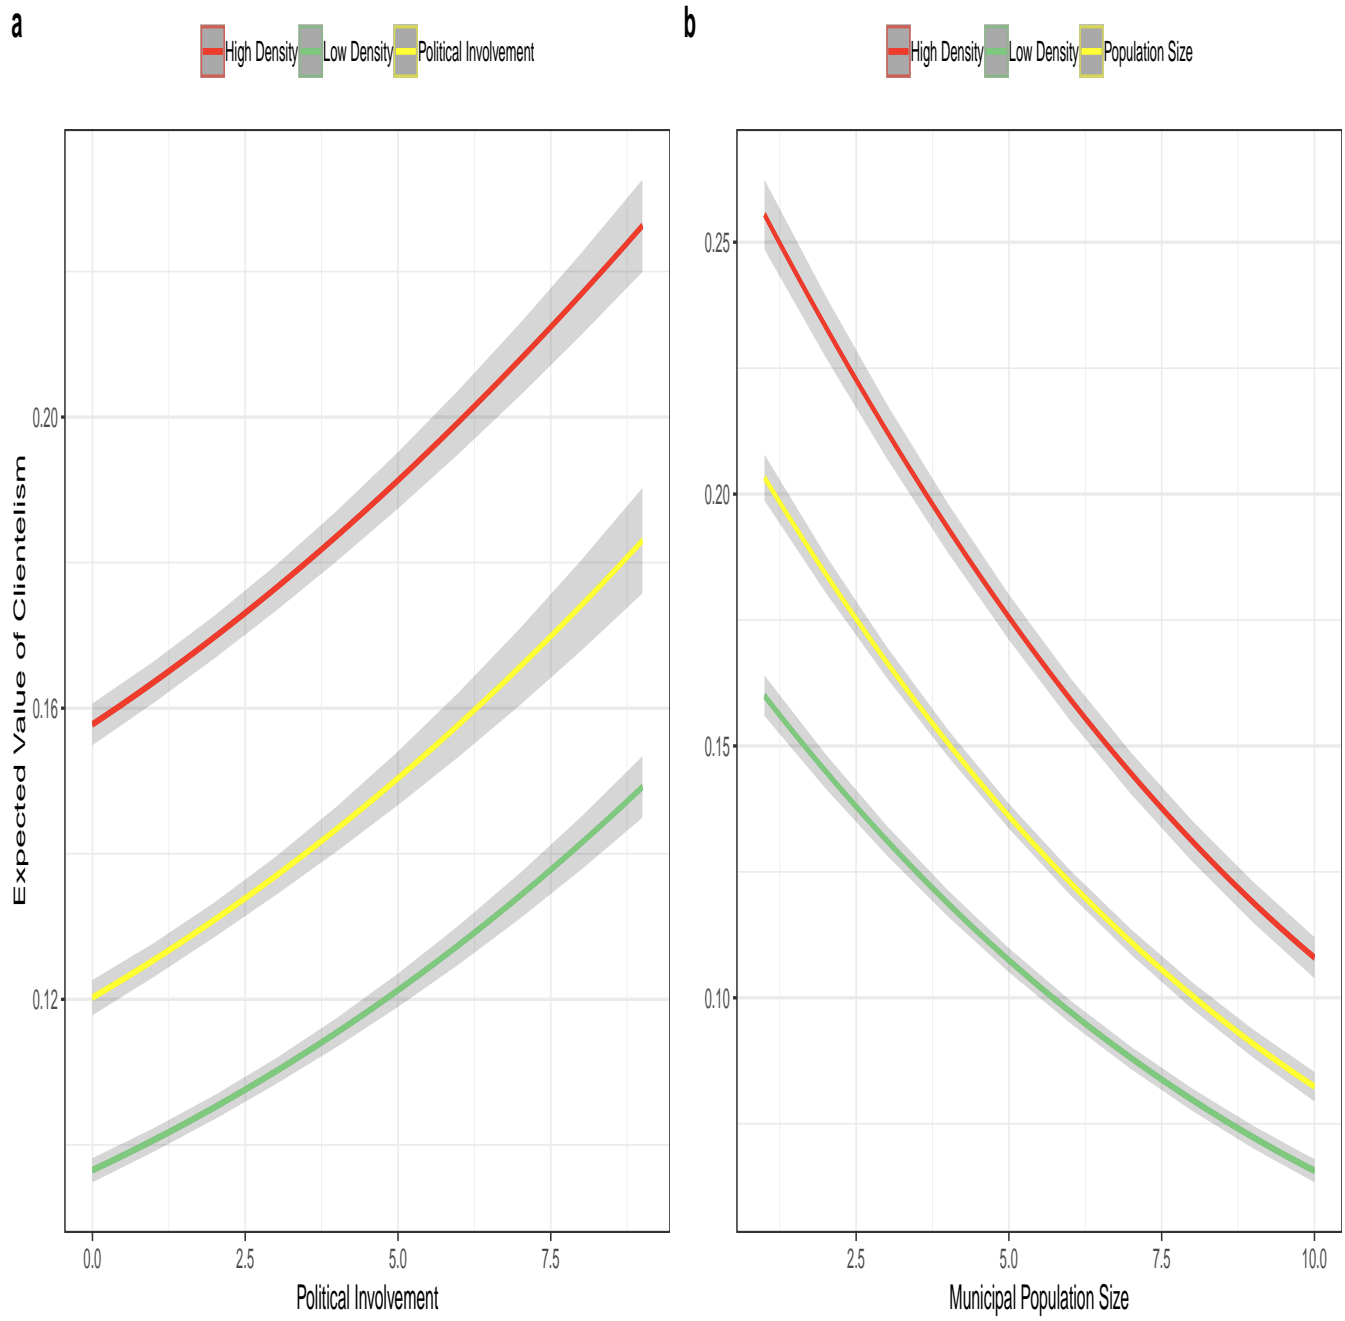 a
High Density Low Density Political Involvement
Expected Value of Clientelism
0.20
0.16
0.12
0.0 2.5 5.0 7.5
Political Involvement
b
High Density Low Density Population Size
0.25
0.20
0.15
0.10
2.5 5.0 7.5 10.0
Municipal Population Size